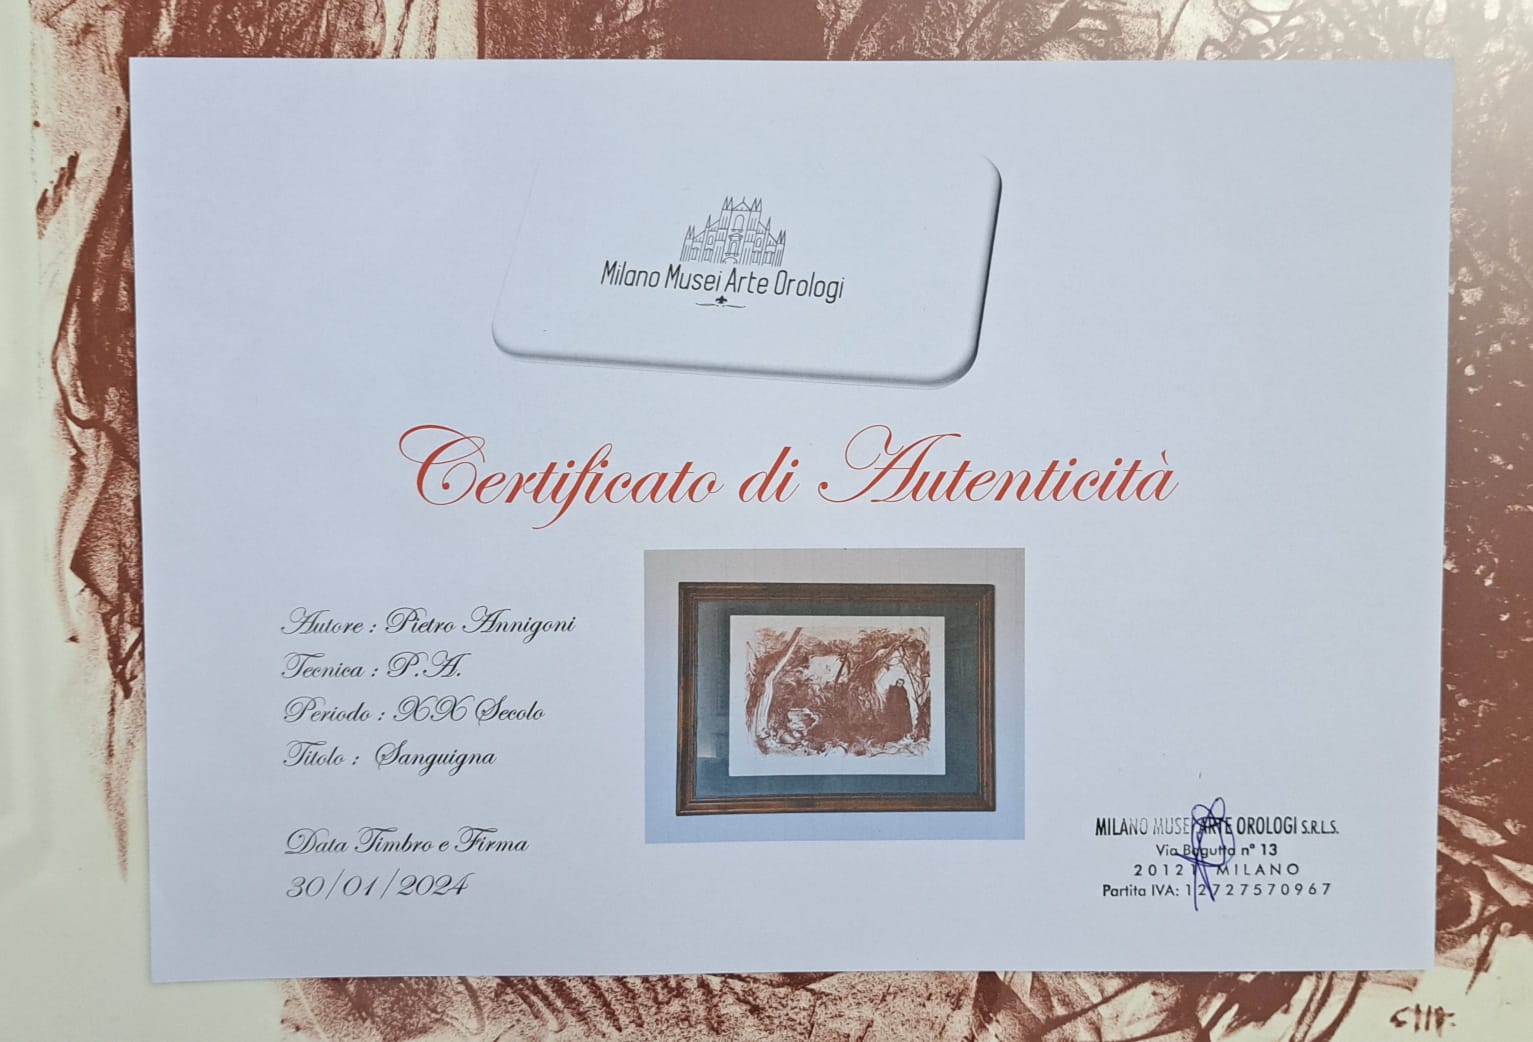 Milano Musei Arte Orologi
Certificato di Autenticità
Autore : Pietro Annigoni
Tecnica : P.A.
Periodo : XX Secolo
Titolo : Sanguigna
Data Timbro e Firma
30/01/2024
MILANO MUSEI ARTE OROLOGI S.R.L.S.
Via Bagutta n° 13
20121 MILANO
Partita IVA: 12727570967